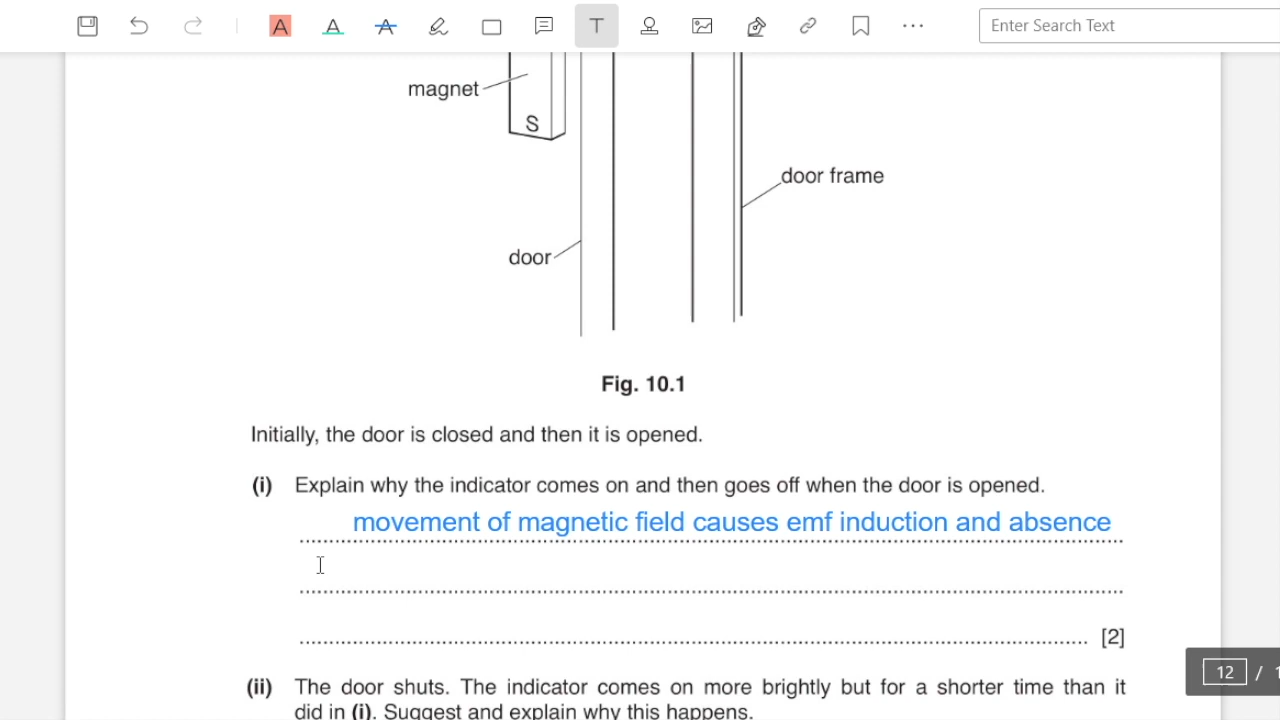 A A A T Enter Search Text
magnet
S
door frame
door
Fig. 10.1
Initially, the door is closed and then it is opened.
(i) Explain why the indicator comes on and then goes off when the door is opened.
movement of magnetic field causes emf induction and absence
[2]
12 / 1
(ii) The door shuts. The indicator comes on more brightly but for a shorter time than it
did in (i). Suggest and explain why this happens.